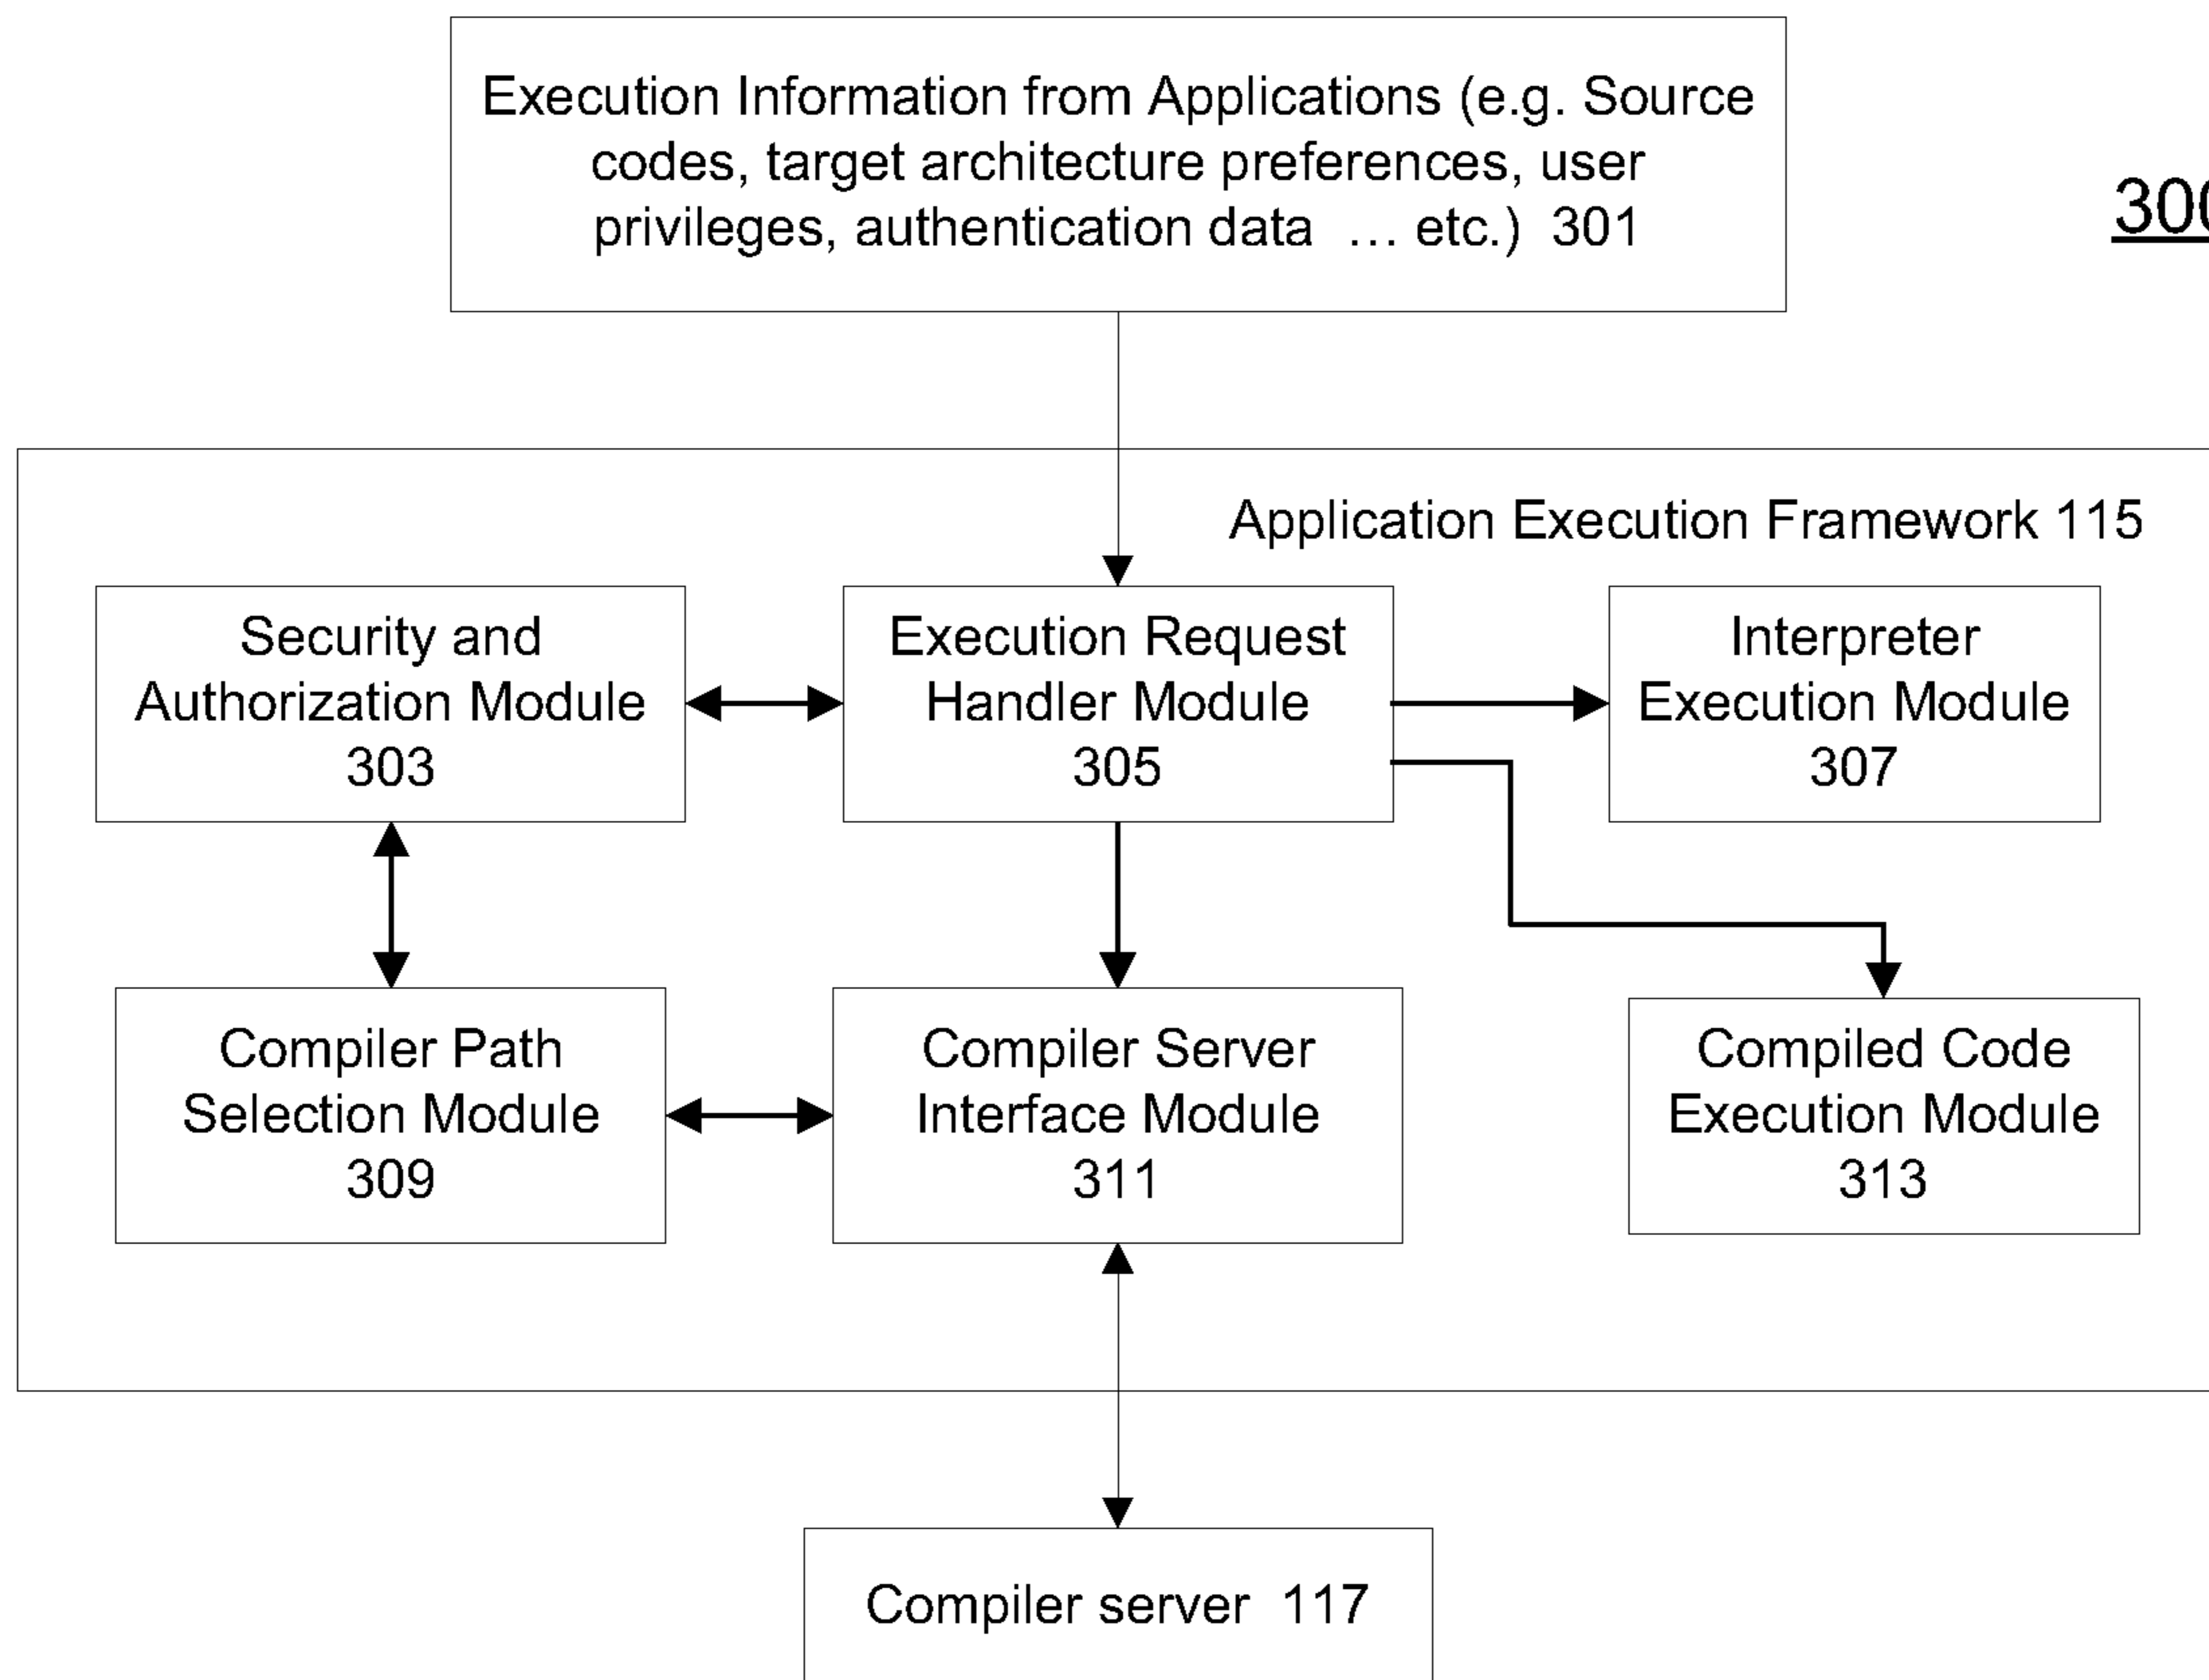 Execution Information from Applications (e.g. Source
codes, target architecture preferences, user
privileges, authentication data ... etc.) 301
300
Application Execution Framework 115
Security and
Authorization Module
303
Execution Request
Handler Module
305
Interpreter
Execution Module
307
Compiler Path
Selection Module
309
Compiler Server
Interface Module
311
Compiled Code
Execution Module
313
Compiler server 117